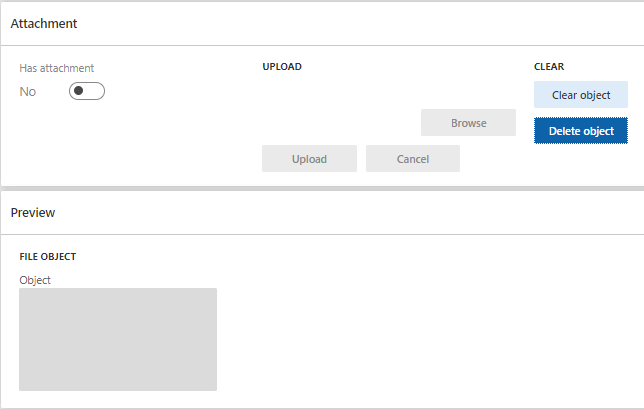 Attachment
Has attachment
No
UPLOAD
Browse
Upload
Cancel
CLEAR
Clear object
Delete object
Preview
FILE OBJECT
Object